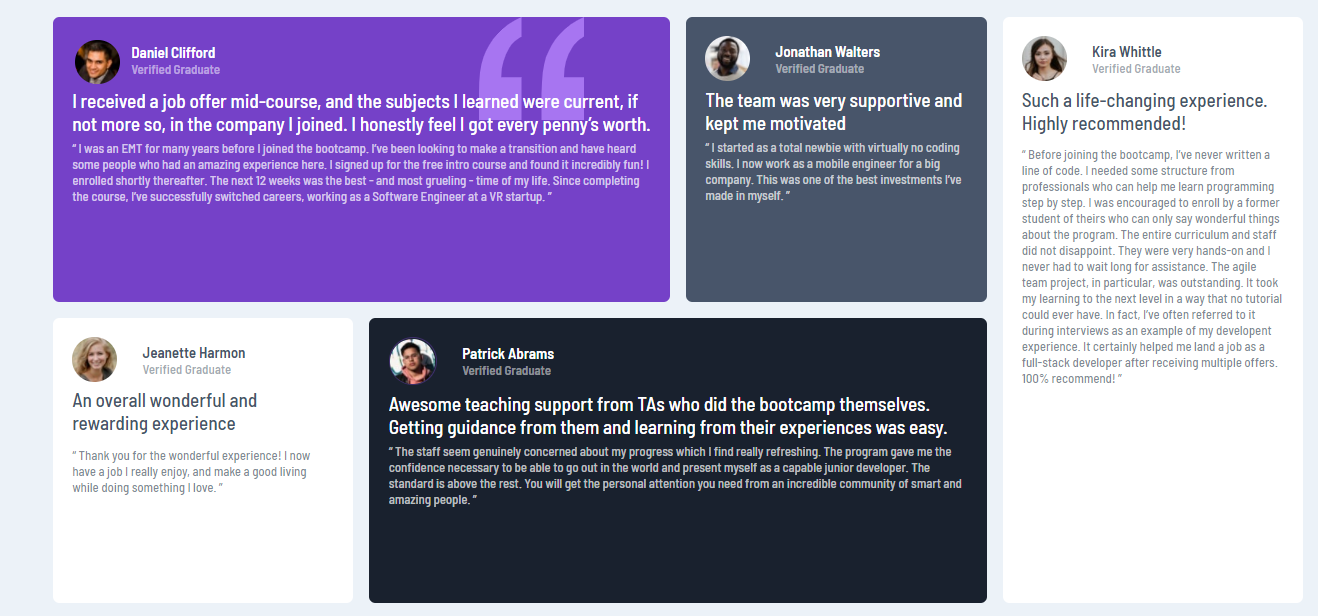 Daniel Clifford
Verified Graduate
I received a job offer mid-course, and the subjects I learned were current, if
not more so, in the company I joined. I honestly feel I got every penny’s worth.
“ I was an EMT for many years before I joined the bootcamp. I’ve been looking to make a transition and have heard
some people who had an amazing experience here. I signed up for the free intro course and found it incredibly fun! I
enrolled shortly thereafter. The next 12 weeks was the best - and most grueling - time of my life. Since completing
the course, I’ve successfully switched careers, working as a Software Engineer at a VR startup. ”
Jonathan Walters
Verified Graduate
The team was very supportive and
kept me motivated
“ I started as a total newbie with virtually no coding
skills. I now work as a mobile engineer for a big
company. This was one of the best investments I’ve
made in myself. ”
Kira Whittle
Verified Graduate
Such a life-changing experience.
Highly recommended!
“ Before joining the bootcamp, I’ve never written a
line of code. I needed some structure from
professionals who can help me learn programming
step by step. I was encouraged to enroll by a former
student of theirs who can only say wonderful things
about the program. The entire curriculum and staff
did not disappoint. They were very hands-on and I
never had to wait long for assistance. The agile
team project, in particular, was outstanding. It took
my learning to the next level in a way that no tutorial
could ever have. In fact, I’ve often referred to it
during interviews as an example of my developent
experience. It certainly helped me land a job as a
full-stack developer after receiving multiple offers.
100% recommend! ”
Jeanette Harmon
Verified Graduate
An overall wonderful and
rewarding experience
“ Thank you for the wonderful experience! I now
have a job I really enjoy, and make a good living
while doing something I love. ”
Patrick Abrams
Verified Graduate
Awesome teaching support from TAs who did the bootcamp themselves.
Getting guidance from them and learning from their experiences was easy.
“ The staff seem genuinely concerned about my progress which I find really refreshing. The program gave me the
confidence necessary to be able to go out in the world and present myself as a capable junior developer. The
standard is above the rest. You will get the personal attention you need from an incredible community of smart and
amazing people. ”